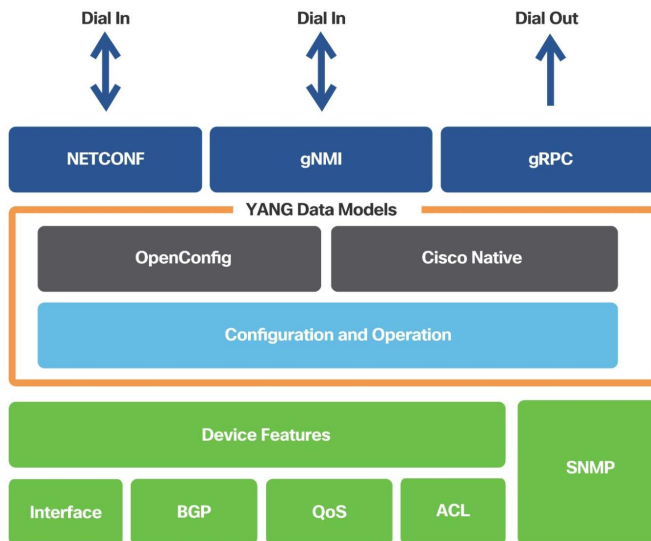 Dial In
Dial In
Dial Out
NETCONF
gNMI
gRPC
YANG Data Models
OpenConfig
Cisco Native
Configuration and Operation
Device Features
SNMP
Interface
BGP
QoS
ACL